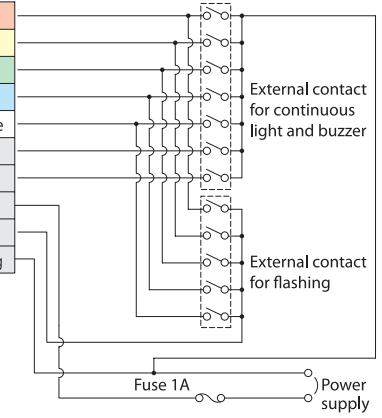 External contact
for continuous
light and buzzer
e
External contact
for flashing
g
Fuse 1A
Power
supply